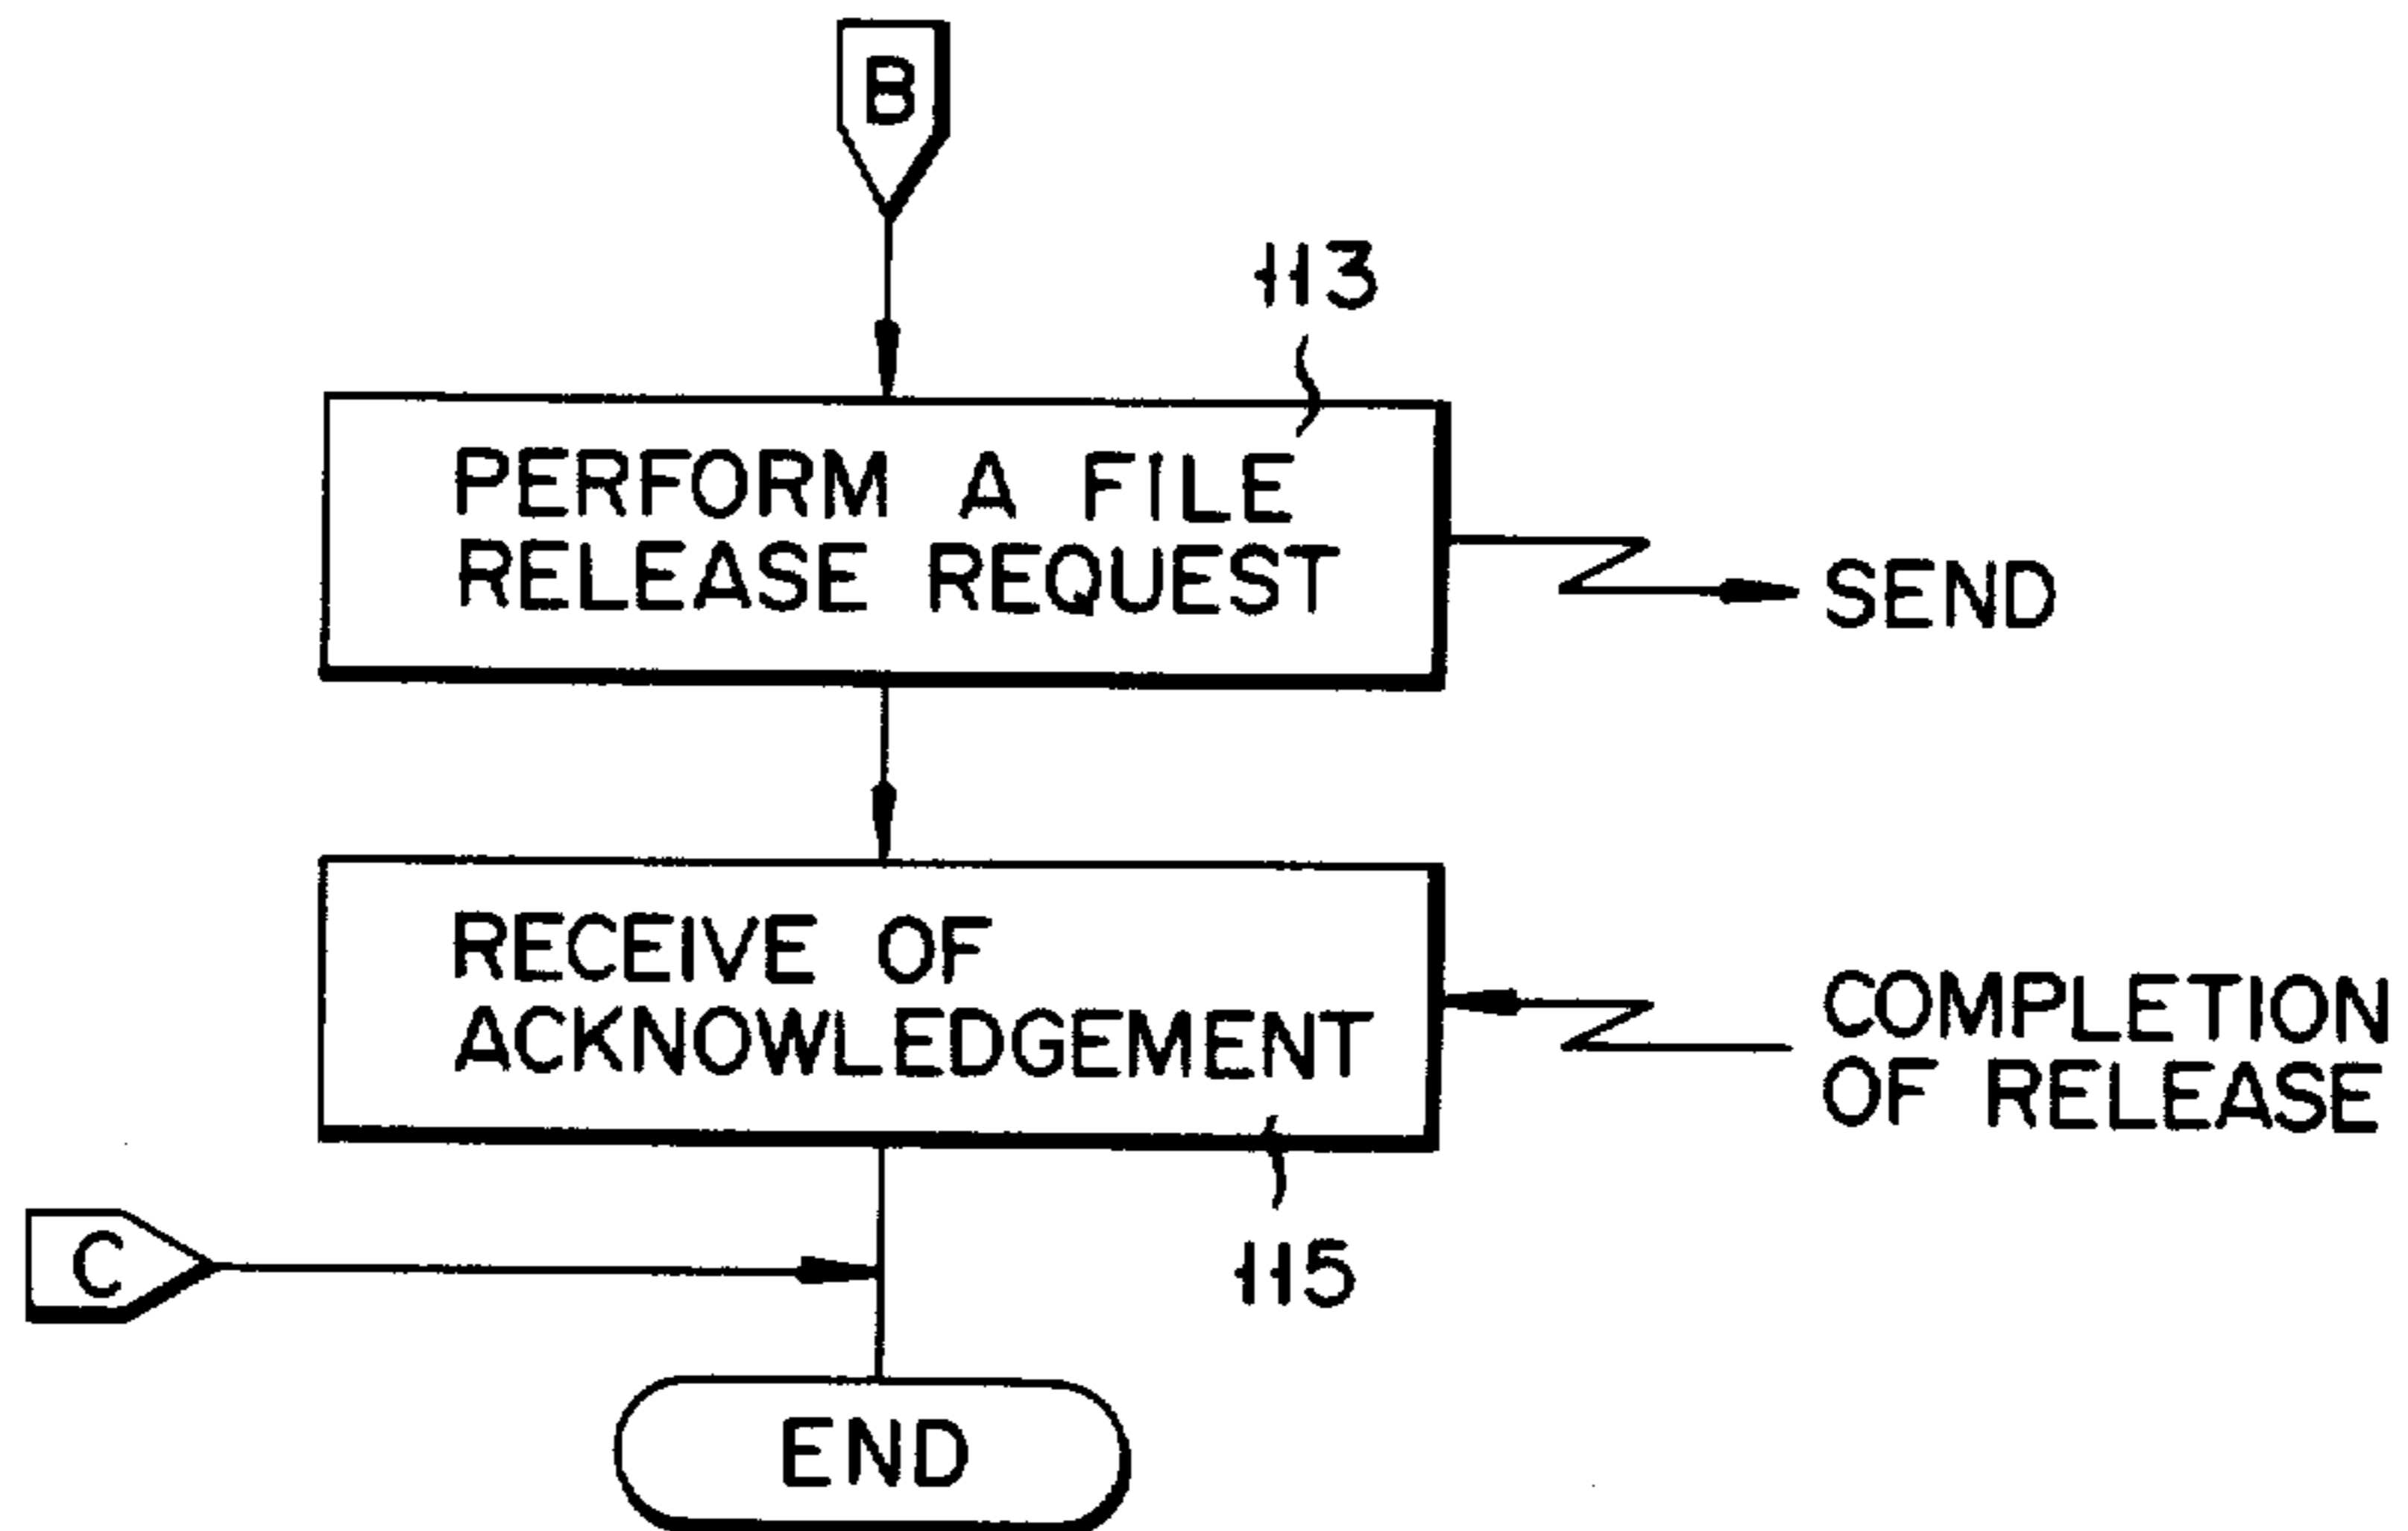 B
113
PERFORM A FILE
RELEASE REQUEST
SEND
RECEIVE OF
ACKNOWLEDGEMENT
COMPLETION
OF RELEASE
C
115
END